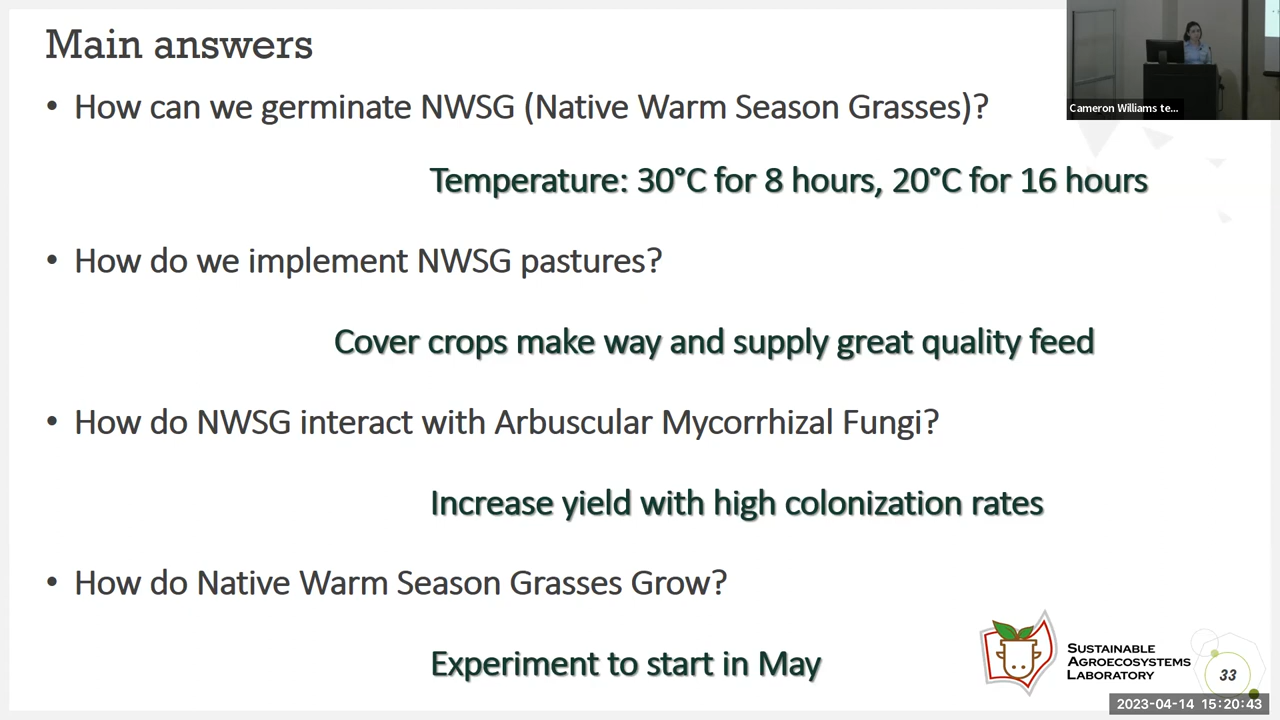 Main answers
• How can we germinate NWSG (Native Warm Season Grasses)?
Cameron Williams te...
Temperature: 30°C for 8 hours, 20°C for 16 hours
• How do we implement NWSG pastures?
Cover crops make way and supply great quality feed
• How do NWSG interact with Arbuscular Mycorrhizal Fungi?
Increase yield with high colonization rates
• How do Native Warm Season Grasses Grow?
Experiment to start in May
SUSTAINABLE
AGROECOSYSTEMS
LABORATORY
33
2023-04-14 15:20:43